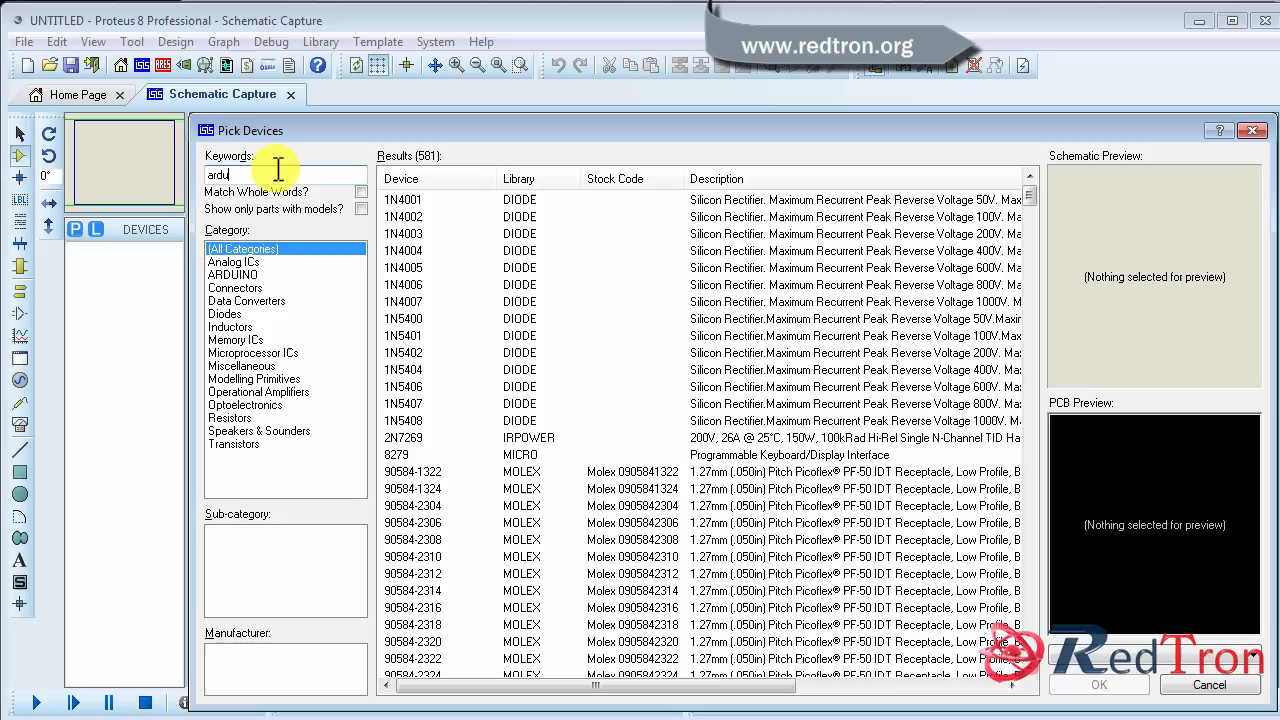 UNTITLED - Proteus 8 Professional - Schematic Capture
www.redtron.org
File Edit View Tool Design Graph Debug Library Template System Help
Home Page Schematic Capture
Pick Devices
Keywords:
ardu
Match Whole Words?
Show only parts with models?
Category:
(All Categories)
Analog ICs
ARDUINO
Connectors
Data Converters
Diodes
Inductors
Memory ICs
Microprocessor ICs
Miscellaneous
Modelling Primitives
Operational Amplifiers
Optoelectronics
Resistors
Speakers & Sounders
Transistors
Sub-category:
Manufacturer:
Results (581):
Device Library Stock Code Description
1N4001 DIODE Silicon Rectifier. Maximum Recurrent Peak Reverse Voltage 50V. Max
1N4002 DIODE Silicon Rectifier. Maximum Recurrent Peak Reverse Voltage 100V. M
1N4003 DIODE Silicon Rectifier. Maximum Recurrent Peak Reverse Voltage 200V. m
1N4004 DIODE Silicon Rectifier. Maximum Recurrent Peak Reverse Voltage 400V. M
1N4005 DIODE Silicon Rectifier. Maximum Recurrent Peak Reverse Voltage 600V. M
1N4006 DIODE Silicon Rectifier. Maximum Recurrent Peak Reverse Voltage 800V. M
1N4007 DIODE Silicon Rectifier. Maximum Recurrent Peak Reverse Voltage 1000V. M
1N5400 DIODE Silicon Rectifier.Maximum Recurrent Peak Reverse Voltage 50V.Maxim
1N5401 DIODE Silicon Rectifier.Maximum Recurrent Peak Reverse Voltage 100V.Ma
1N5402 DIODE Silicon Rectifier.Maximum Recurrent Peak Reverse Voltage 200V. Ma
1N5404 DIODE Silicon Rectifier.Maximum Recurrent Peak Reverse Voltage 400V. Ma
1N5406 DIODE Silicon Rectifier.Maximum Recurrent Peak Reverse Voltage 600V. Ma
1N5407 DIODE Silicon Rectifier.Maximum Recurrent Peak Reverse Voltage 800V. Ma
1N5408 DIODE Silicon Rectifier.Maximum Recurrent Peak Reverse Voltage 1000V. M
2N7269 IRPOWER 200V, 26A @ 25°C, 150W, 100kRad Hi-Rel Single N-Channel TID Ha
8279 MICRO Programmable Keyboard/Display Interface
90584-1322 MOLEX Molex 0905841322 1.27mm (.050in) Pitch Picoflex® PF-50 IDT Receptacle, Low Profile, B
90584-1324 MOLEX Molex 0905841324 1.27mm (.050in) Pitch Picoflex® PF-50 IDT Receptacle, Low Profile, B
90584-2304 MOLEX Molex 0905842304 1.27mm (.050in) Pitch Picoflex® PF-50 IDT Receptacle, Low Profile, B
90584-2306 MOLEX Molex 0905842306 1.27mm (.050in) Pitch Picoflex® PF-50 IDT Receptacle, Low Profile, B
90584-2308 MOLEX Molex 0905842308 1.27mm (.050in) Pitch Picoflex® PF-50 IDT Receptacle, Low Profile, B
90584-2310 MOLEX Molex 0905842310 1.27mm (.050in) Pitch Picoflex® PF-50 IDT Receptacle, Low Profile, B
90584-2312 MOLEX Molex 0905842312 1.27mm (.050in) Pitch Picoflex® PF-50 IDT Receptacle, Low Profile, B
90584-2314 MOLEX Molex 0905842314 1.27mm (.050in) Pitch Picoflex® PF-50 IDT Receptacle, Low Profile, B
90584-2316 MOLEX Molex 0905842316 1.27mm (.050in) Pitch Picoflex® PF-50 IDT Receptacle, Low Profile, B
90584-2318 MOLEX Molex 0905842318 1.27mm (.050in) Pitch Picoflex® PF-50 IDT Receptacle, Low Profile, B
90584-2320 MOLEX Molex 0905842320 1.27mm (.050in) Pitch Picoflex® PF-50 IDT Receptacle, Low Profile, B
90584-2322 MOLEX Molex 0905842322 1.27mm (.050in) Pitch Picoflex® PF-50 IDT Receptacle, Low Profile, B
Schematic Preview:
(Nothing selected for preview)
PCB Preview:
(Nothing selected for preview)
RedTron
OK Cancel
0°
LBL
P L DEVICES
A
S